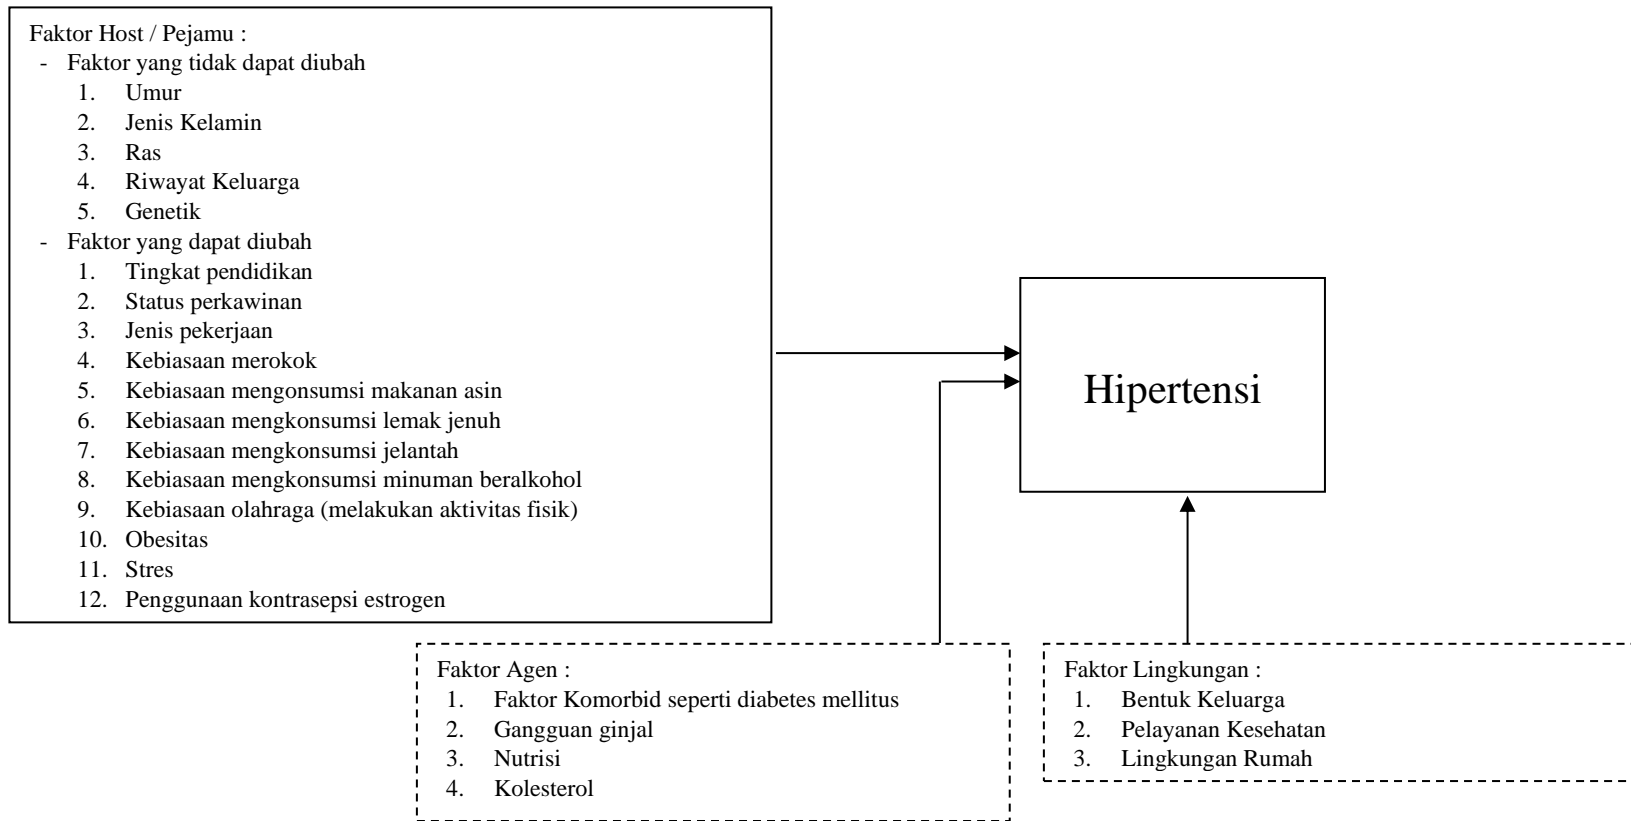 Faktor Host / Pejamu :
- Faktor yang tidak dapat diubah
1. Umur
2. Jenis Kelamin
3. Ras
4. Riwayat Keluarga
5. Genetik
- Faktor yang dapat diubah
1. Tingkat pendidikan
2. Status perkawinan
3. Jenis pekerjaan
4. Kebiasaan merokok
5. Kebiasaan mengonsumsi makanan asin
6. Kebiasaan mengkonsumsi lemak jenuh
7. Kebiasaan mengkonsumsi jelantah
8. Kebiasaan mengkonsumsi minuman beralkohol
9. Kebiasaan olahraga (melakukan aktivitas fisik)
10. Obesitas
11. Stres
12. Penggunaan kontrasepsi estrogen
Hipertensi
Faktor Agen :
1. Faktor Komorbid seperti diabetes mellitus
2. Gangguan ginjal
3. Nutrisi
4. Kolesterol
Faktor Lingkungan :
1. Bentuk Keluarga
2. Pelayanan Kesehatan
3. Lingkungan Rumah